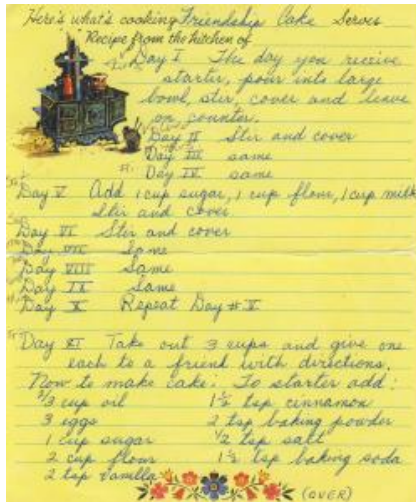 Here's what's cooking Friendship Cake Serves
Recipe from the kitchen of
Day I The day you receive
starter, pour into large
bowl, stir, cover and leave
on counter.
Day II Stir and cover
Day III same
Day IV same
Day V Add 1 cup sugar, 1 cup flour, 1 cup milk
Stir and cover
Day VI Stir and cover
Day VII Same
Day VIII Same
Day IX Same
Day X Repeat Day # V
Day XI Take out 3 cups and give one
each to a friend with directions.
Now to make cake: To starter add:
2/3 cup oil 1 1/2 tsp cinnamon
3 eggs 2 tsp baking powder
1 cup sugar 1/2 tsp salt
2 cup flour 1 1/2 tsp baking soda
2 tsp vanilla
(OVER)